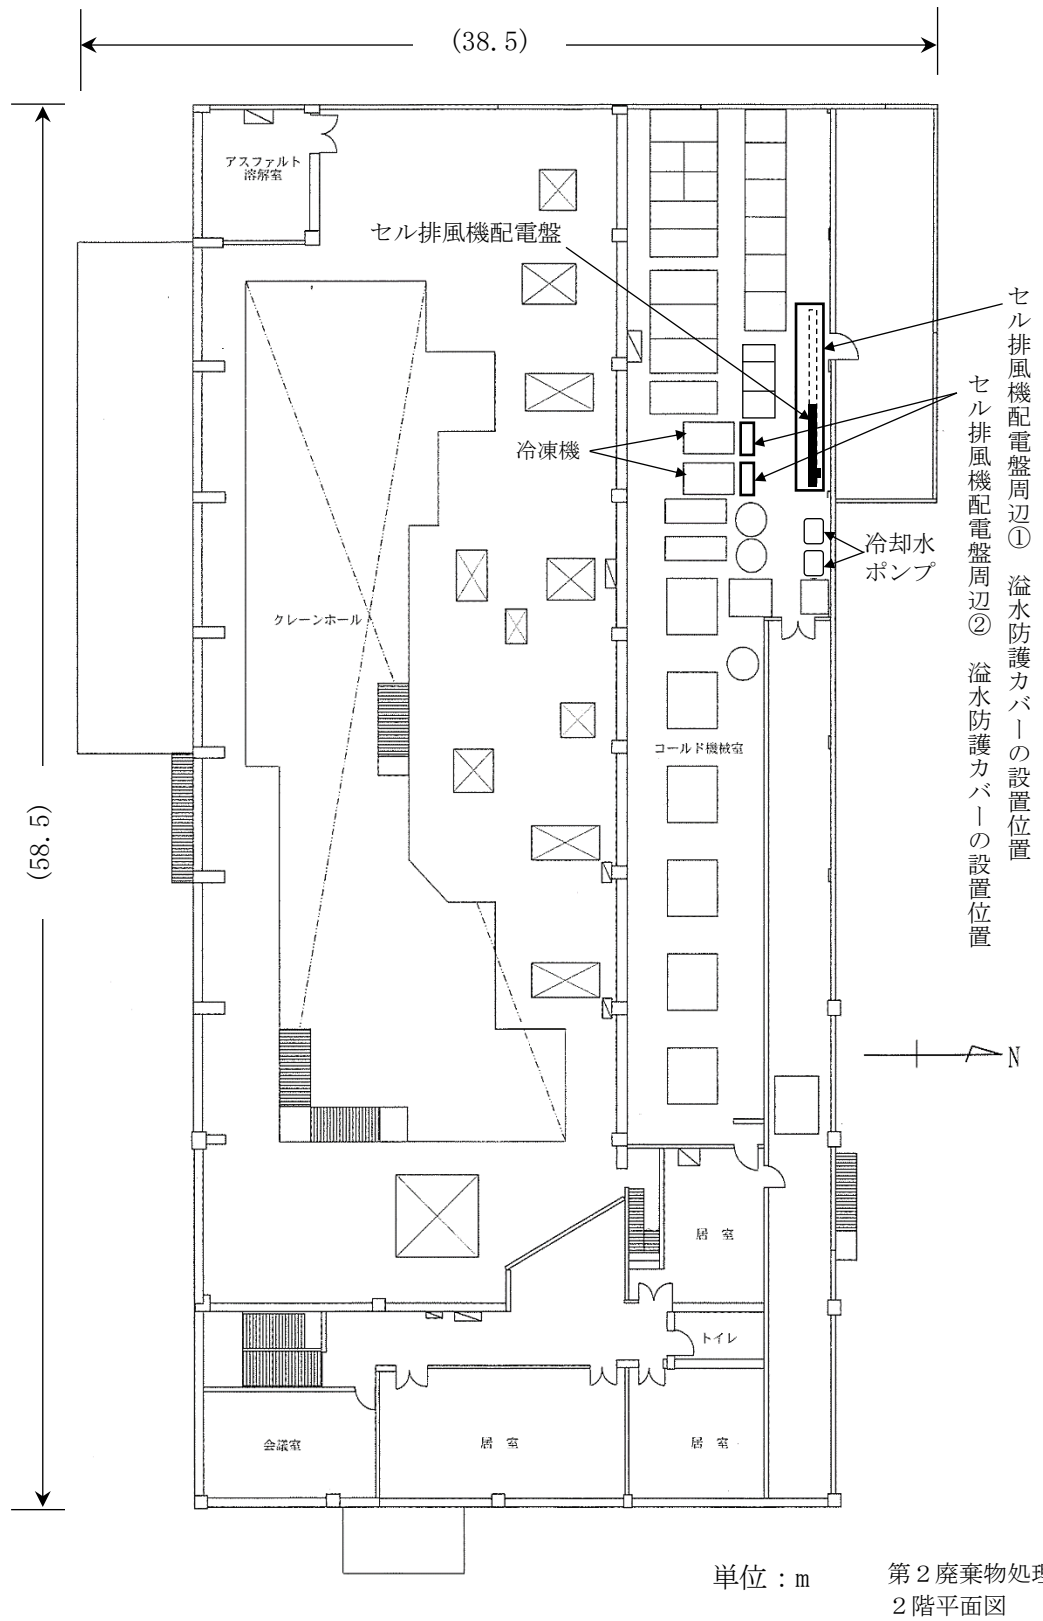 (38.5)
アスファルト
溶解室
セル排風機配電盤
セル排風機配電盤周辺① 溢水防護カバーの設置位置
セル排風機配電盤周辺② 溢水防護カバーの設置位置
冷凍機
冷却水
ポンプ
クレーンホール
コールド機械室
(58.5)
N
居 室
トイレ
会議室
居 室
居 室
単位：m
第２廃棄物処理
２階平面図